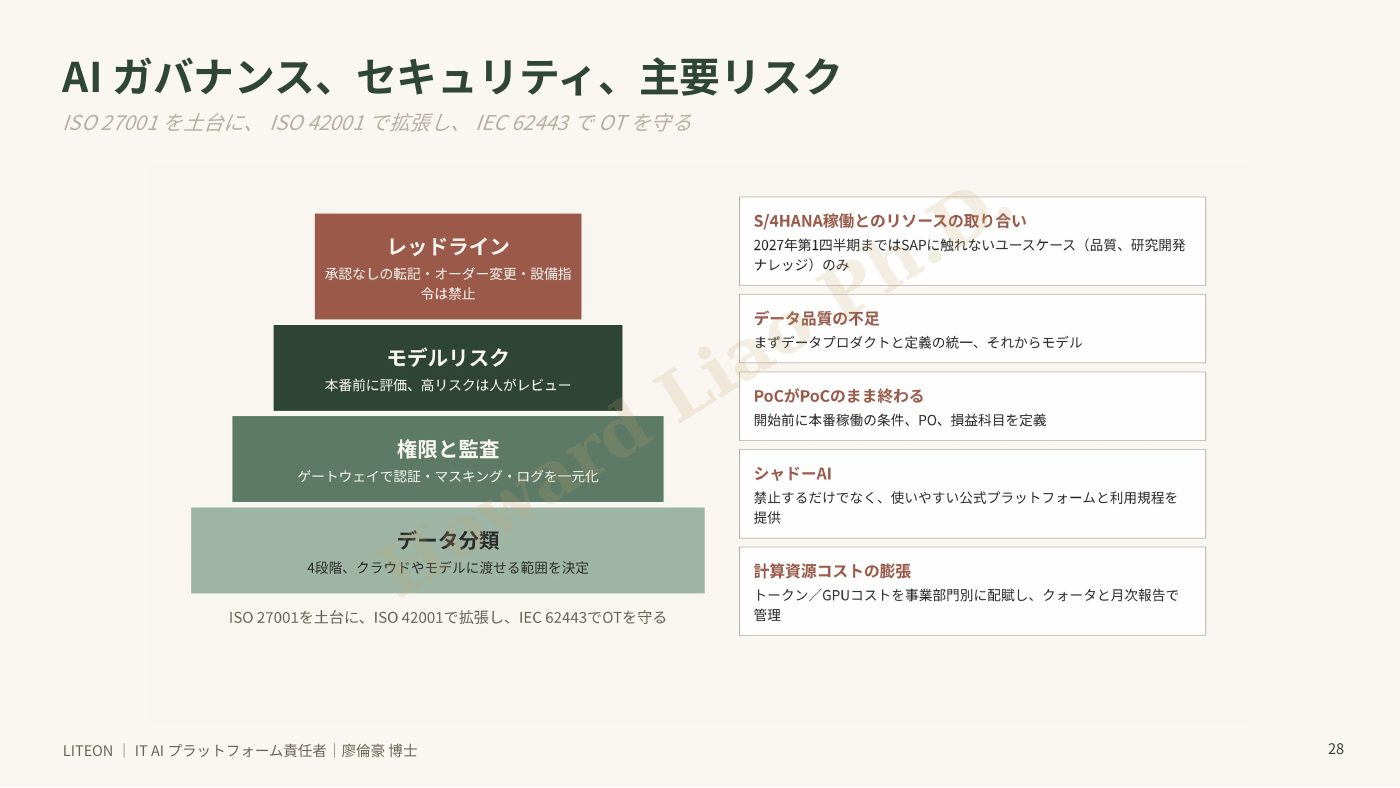 AI ガバナンス、セキュリティ、主要リスク
ISO 27001 を土台に、 ISO 42001 で拡張し、 IEC 62443 で OT を守る
レッドライン
承認なしの転記・オーダー変更・設備指
令は禁止
モデルリスク
本番前に評価、高リスクは人がレビュー
権限と監査
ゲートウェイで認証・マスキング・ログを一元化
データ分類
4段階、クラウドやモデルに渡せる範囲を決定
ISO 27001を土台に、ISO 42001で拡張し、IEC 62443でOTを守る
S/4HANA稼働とのリソースの取り合い
2027年第1四半期まではSAPに触れないユースケース（品質、研究開発
ナレッジ）のみ
データ品質の不足
まずデータプロダクトと定義の統一、それからモデル
PoCがPoCのまま終わる
開始前に本番稼働の条件、PO、損益科目を定義
シャドーAI
禁止するだけでなく、使いやすい公式プラットフォームと利用規程を
提供
計算資源コストの膨張
トークン／GPUコストを事業部門別に配賦し、クォータと月次報告で
管理
Howard Liao Ph.D.
LITEON ｜ IT AI プラットフォーム責任者｜廖倫豪 博士
28